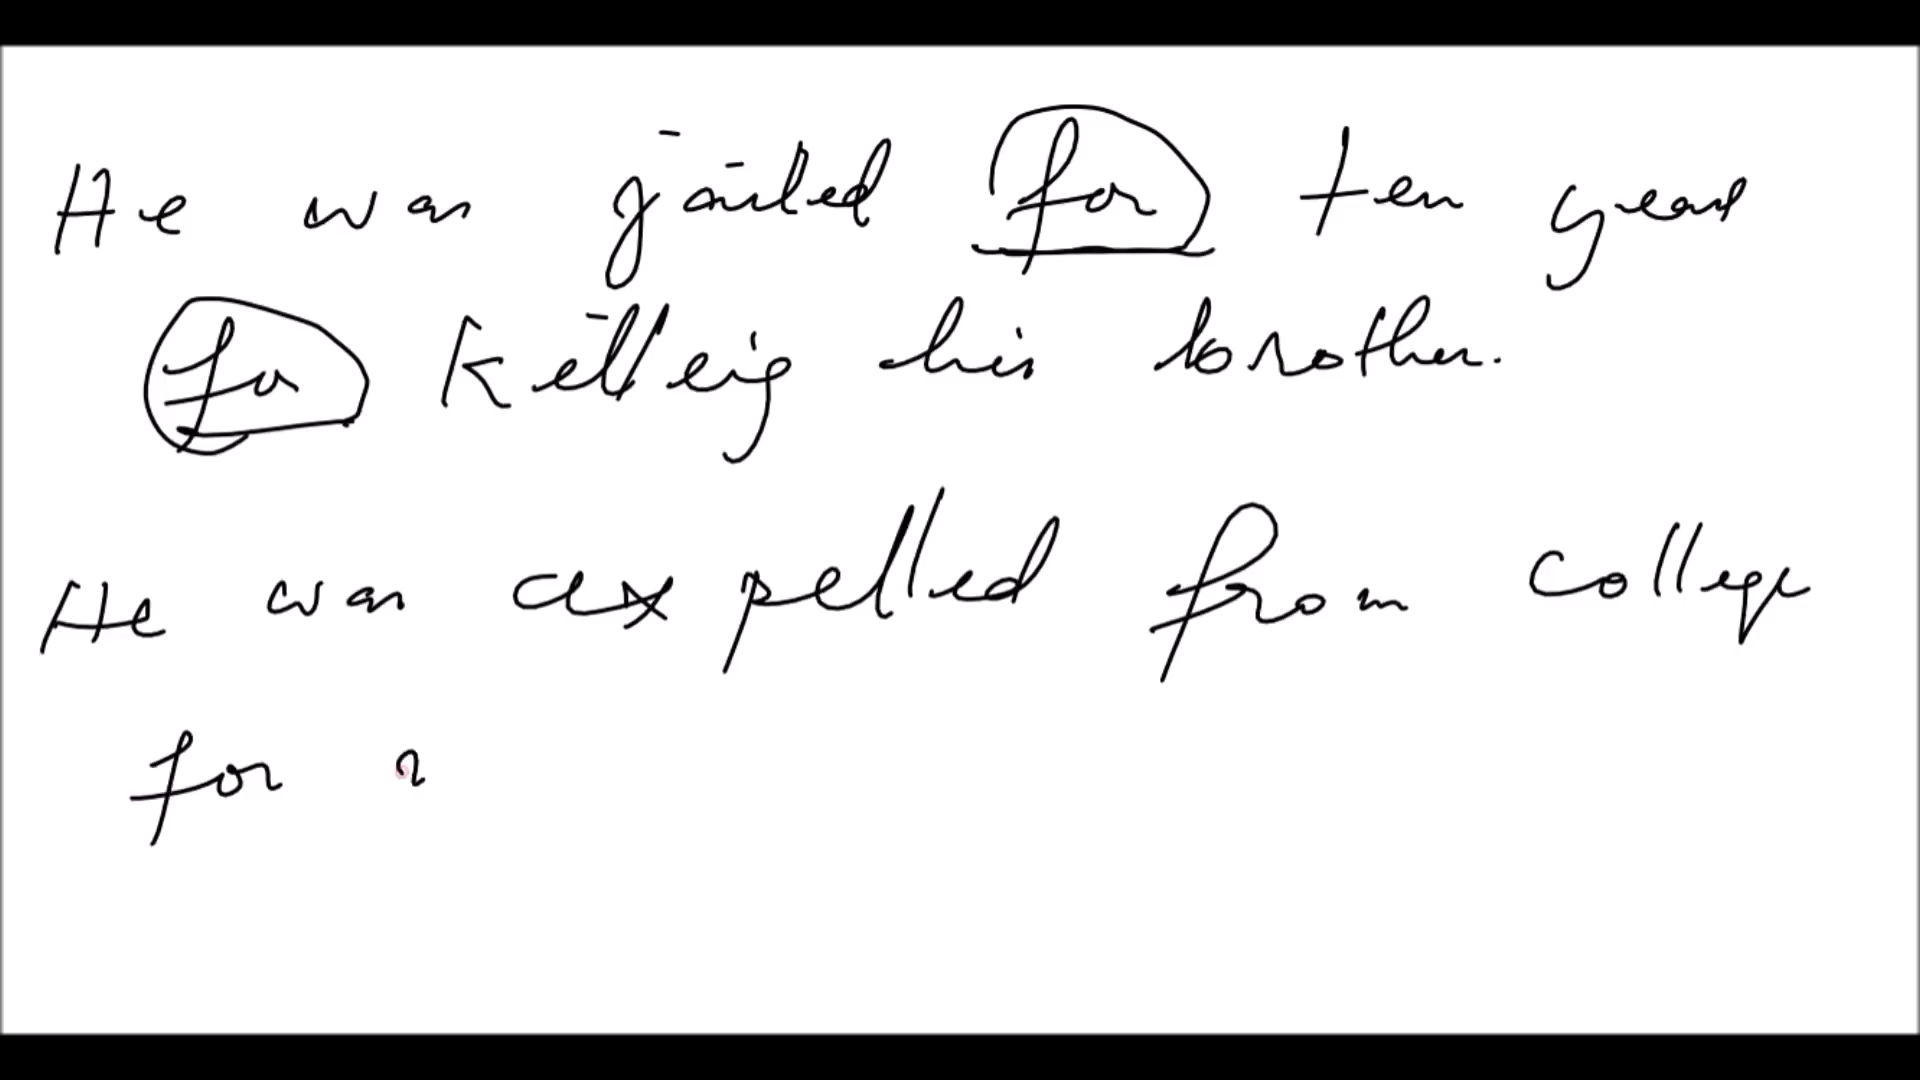 He was jailed for ten years
for killing his brother.
He was expelled from college
for